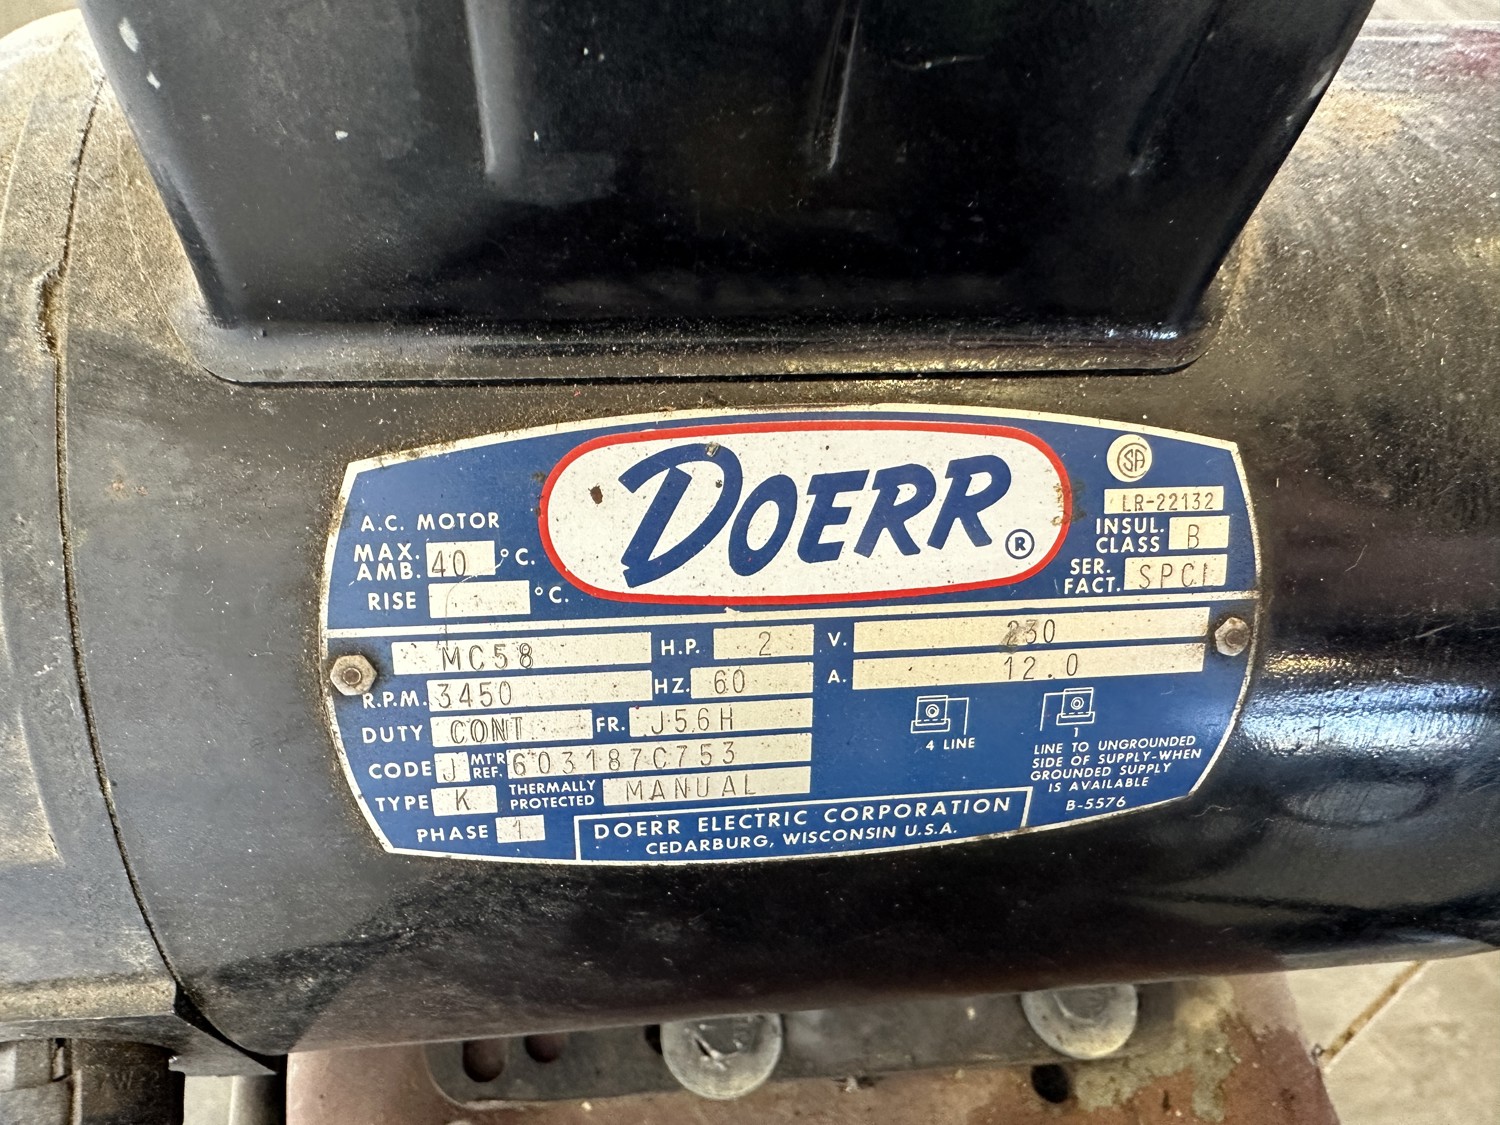 DOERR ®
CSA
LR-22132
A.C. MOTOR
MAX. AMB. 40 °C.
RISE °C.
INSUL. CLASS B
SER. FACT. SPCL
MC58
H.P. 2
V. 230
R.P.M. 3450
HZ. 60
A. 12.0
DUTY CONT
FR. J56H
CODE J
MT'R REF. 603187C753
TYPE K
THERMALLY PROTECTED MANUAL
PHASE 1
4 LINE
1
LINE TO UNGROUNDED
SIDE OF SUPPLY-WHEN
GROUNDED SUPPLY
IS AVAILABLE
B-5576
DOERR ELECTRIC CORPORATION
CEDARBURG, WISCONSIN U.S.A.